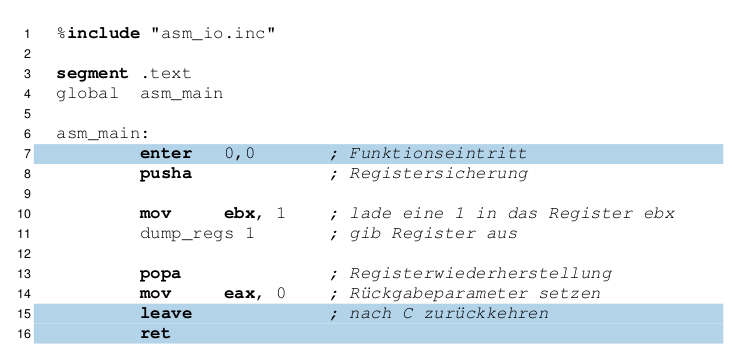 1 %include "asm_io.inc"
2
3 segment .text
4 global asm_main
5
6 asm_main:
7 enter 0,0 ; Funktionseintritt
8 pusha ; Registersicherung
9
10 mov ebx, 1 ; lade eine 1 in das Register ebx
11 dump_regs 1 ; gib Register aus
12
13 popa ; Registerwiederherstellung
14 mov eax, 0 ; Rückgabeparameter setzen
15 leave ; nach C zurückkehren
16 ret